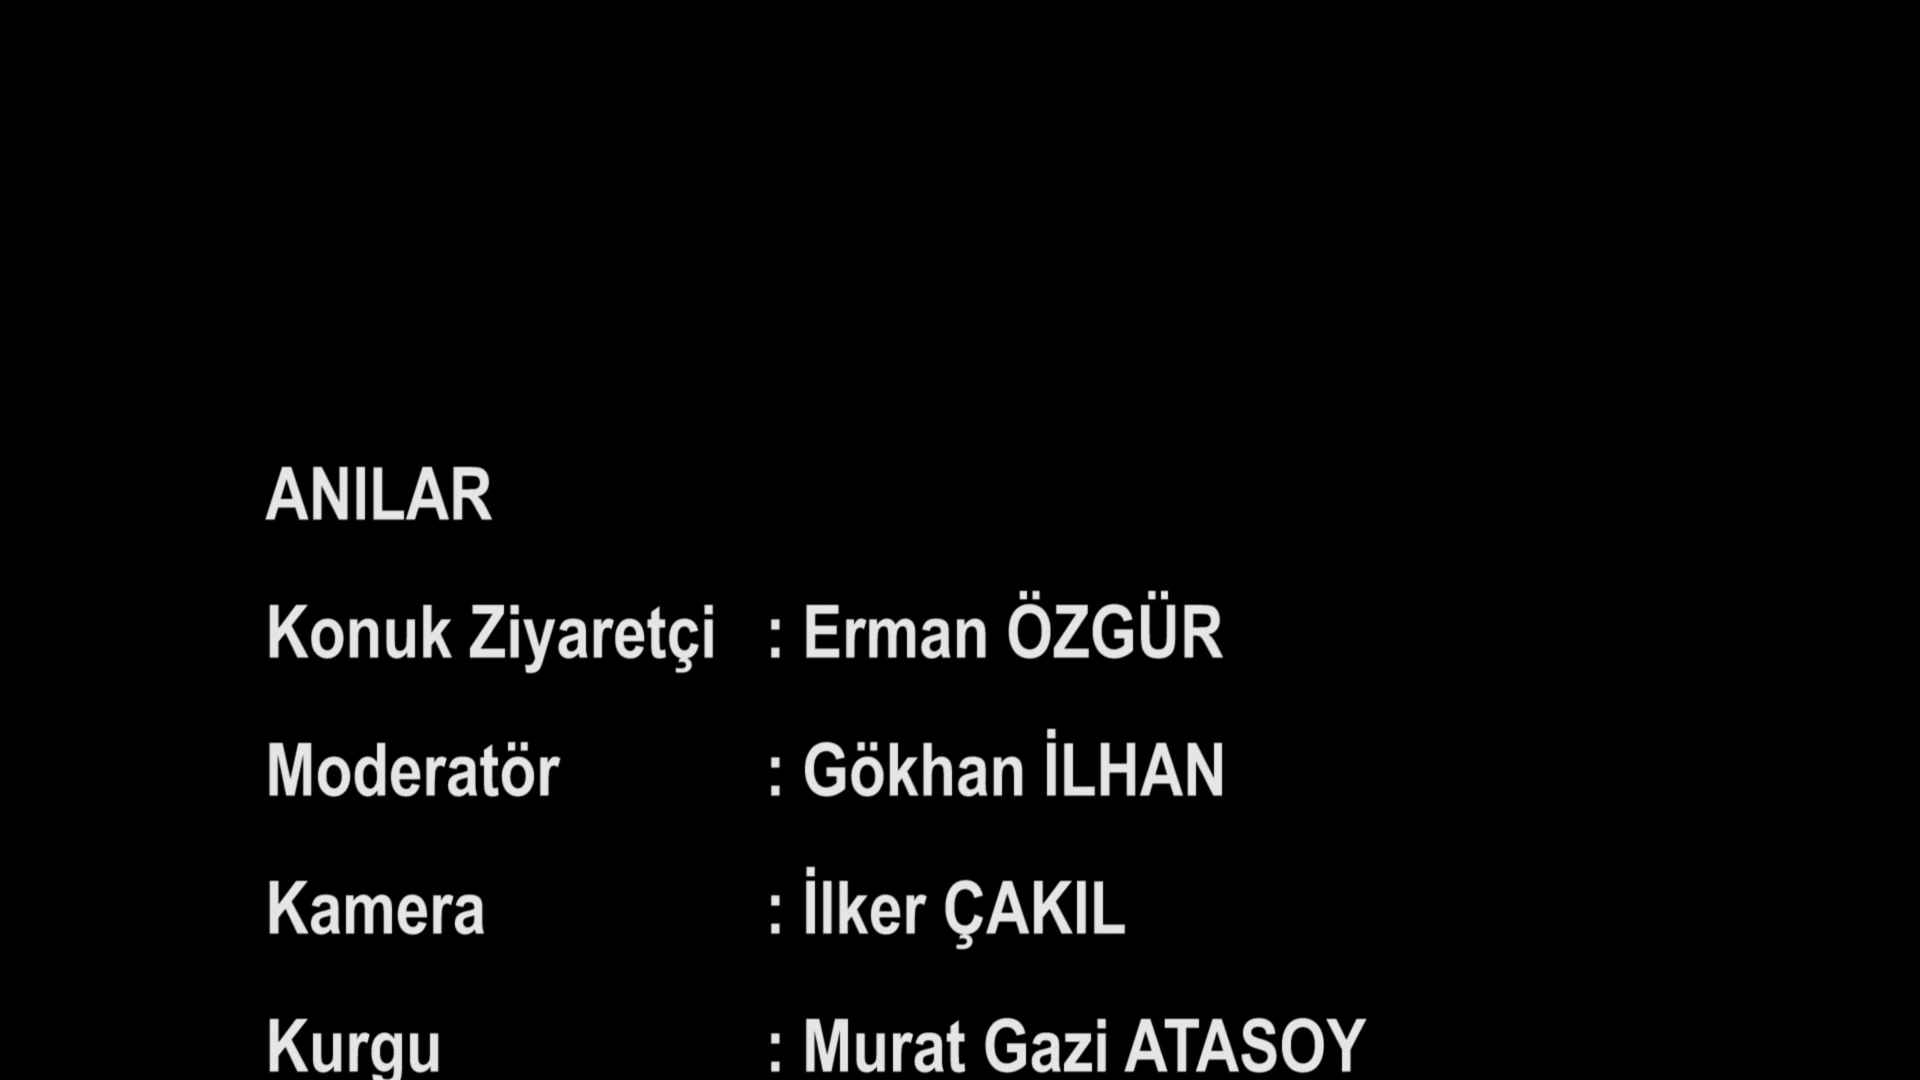 ANILAR
Konuk Ziyaretçi : Erman ÖZGÜR
Moderatör : Gökhan İLHAN
Kamera : İlker ÇAKIL
Kurgu : Murat Gazi ATASOY